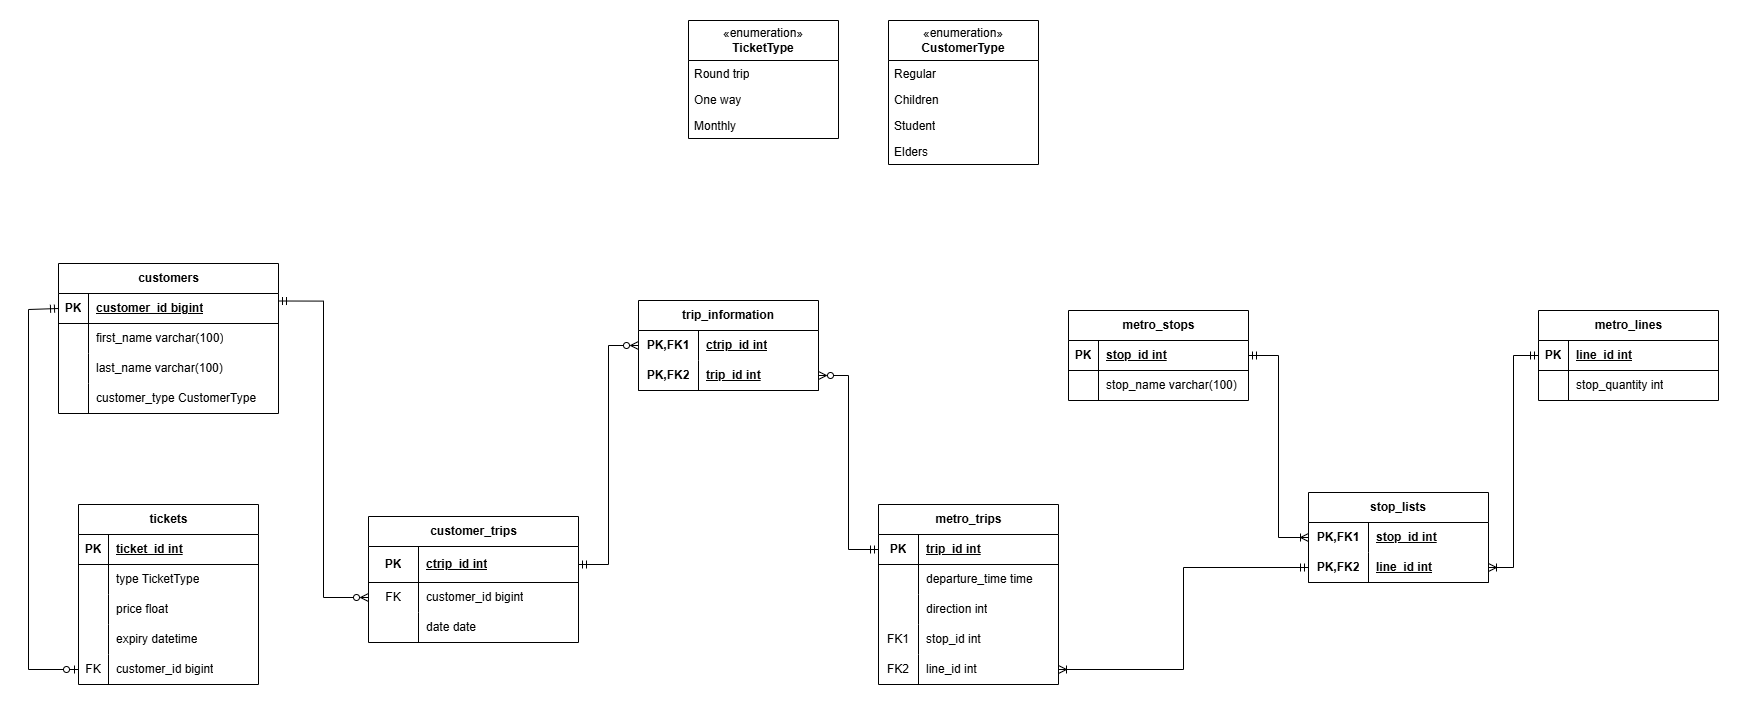 «enumeration»
TicketType
Round trip
One way
Monthly
«enumeration»
CustomerType
Regular
Children
Student
Elders
customers
PK customer_id bigint
first_name varchar(100)
last_name varchar(100)
customer_type CustomerType
trip_information
PK,FK1 ctrip_id int
PK,FK2 trip_id int
metro_stops
PK stop_id int
stop_name varchar(100)
metro_lines
PK line_id int
stop_quantity int
tickets
PK ticket_id int
type TicketType
price float
expiry datetime
FK customer_id bigint
customer_trips
PK ctrip_id int
FK customer_id bigint
date date
metro_trips
PK trip_id int
departure_time time
direction int
FK1 stop_id int
FK2 line_id int
stop_lists
PK,FK1 stop_id int
PK,FK2 line_id int